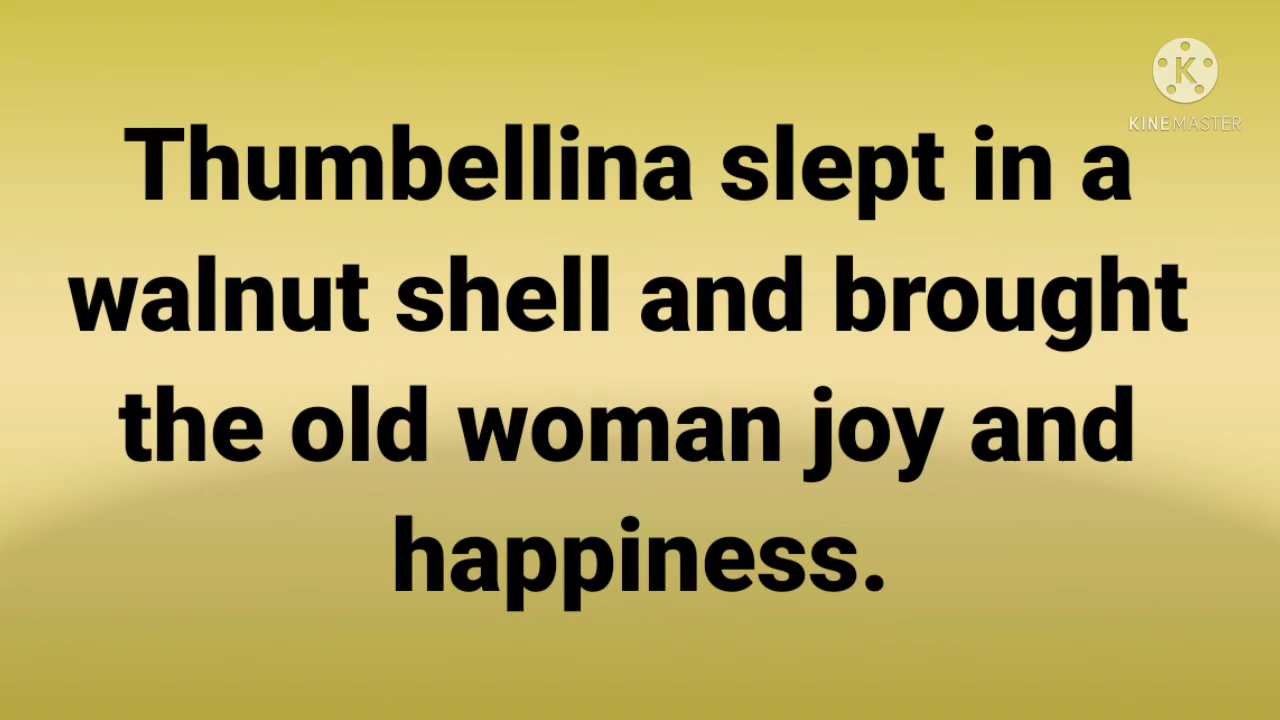 K
KINEMASTER
Thumbellina slept in a
walnut shell and brought
the old woman joy and
happiness.